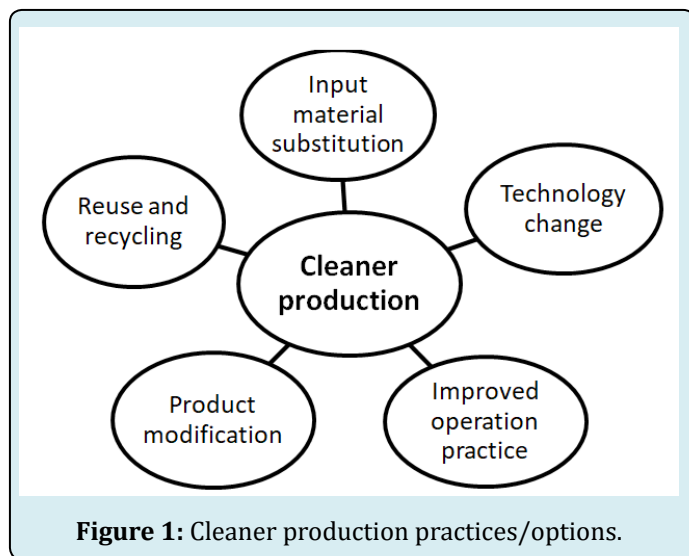 Input
material
substitution
Reuse and
recycling
Technology
change
Cleaner
production
Product
modification
Improved
operation
practice
Figure 1: Cleaner production practices/options.